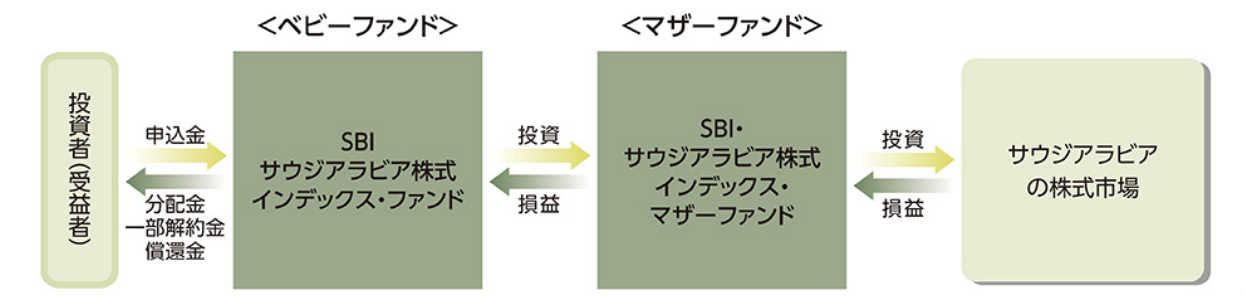 <ベビーファンド>
<マザーファンド>
投資者(受益者)
申込金
分配金
一部解約金
償還金
SBI
サウジアラビア株式
インデックス・ファンド
投資
損益
SBI・
サウジアラビア株式
インデックス・
マザーファンド
投資
損益
サウジアラビア
の株式市場